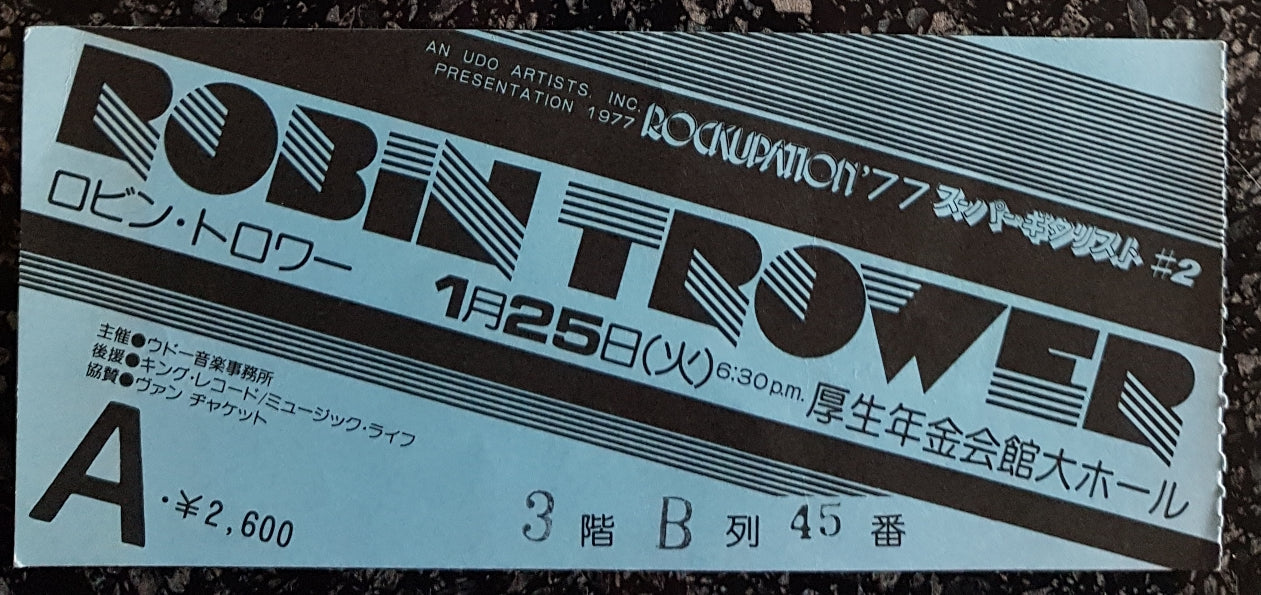 AN UDO ARTISTS, INC.
PRESENTATION 1977
ROCKUPATION'77 スーパー・ギタリスト #2
ROBIN TROWER
ロビン・トロワー
1月25日(火)6:30p.m. 厚生年金会館大ホール
主催●ウドー音楽事務所
後援●キング・レコード/ミュージック・ライフ
協賛●ヴァン ヂャケット
A・¥2,600
3階 B列 45番